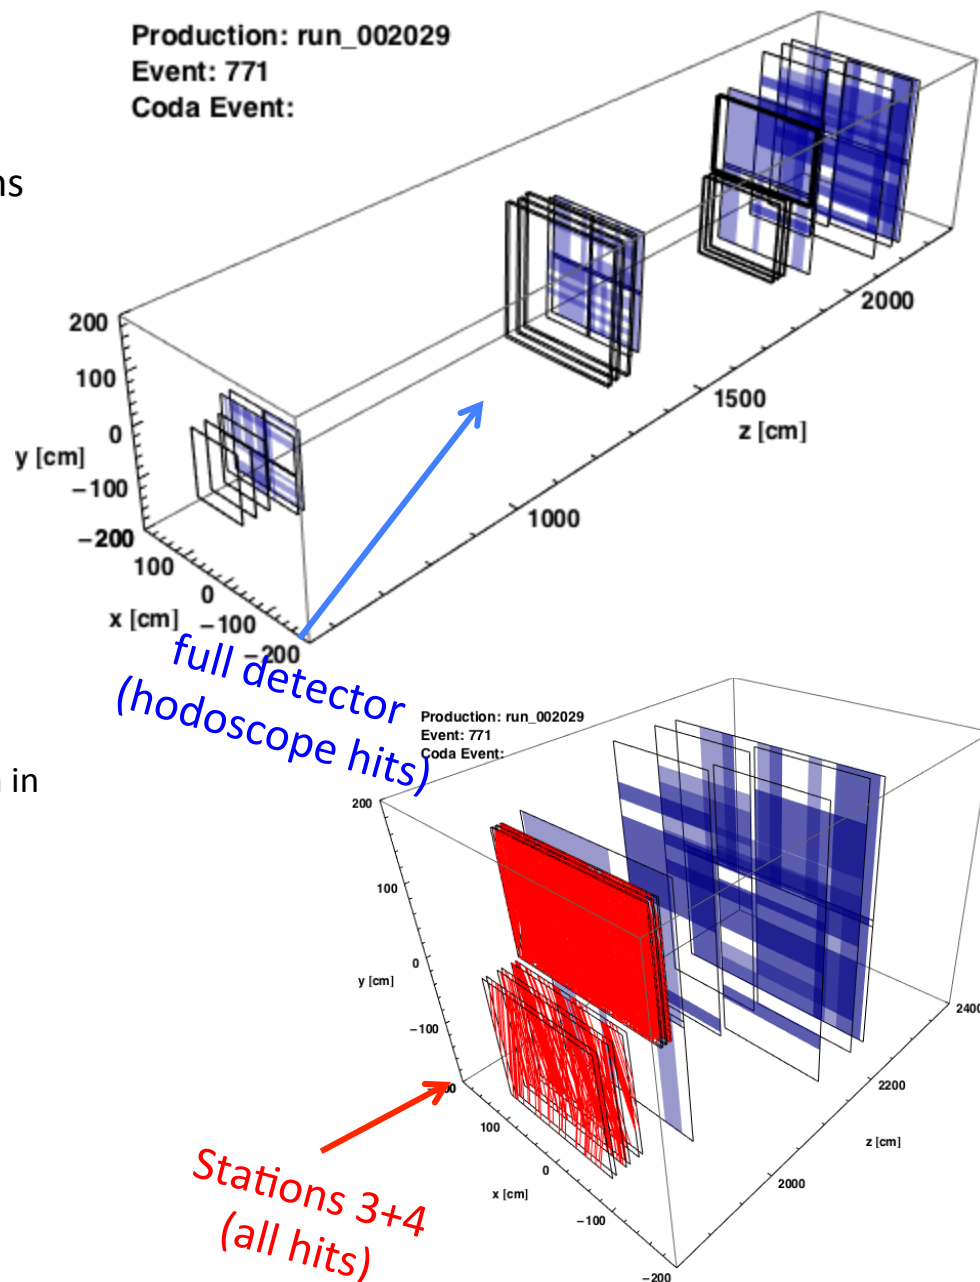 Production: run_002029
Event: 771
Coda Event:
ns
200
100
0
y [cm]
−100
−200
100
0
x [cm]
−100
−200
1000
1500
z [cm]
2000
full detector
(hodoscope hits)
Production: run_002029
Event: 771
Coda Event:
n in
200
100
0
y [cm]
−100
100
0
x [cm]
−100
−200
2000
z [cm]
2200
2400
Stations 3+4
(all hits)